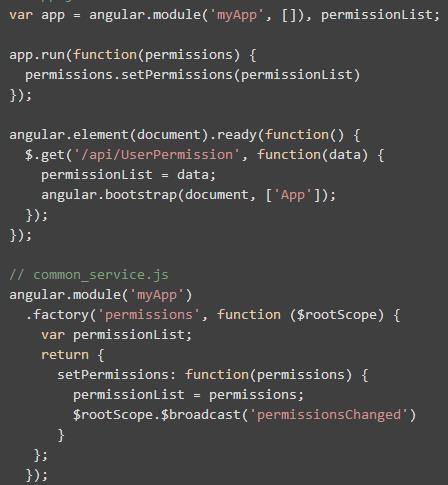 var app = angular.module('myApp', []), permissionList;
app.run(function(permissions) {
  permissions.setPermissions(permissionList)
});
angular.element(document).ready(function() {
  $.get('/api/UserPermission', function(data) {
    permissionList = data;
    angular.bootstrap(document, ['App']);
  });
});
// common_service.js
angular.module('myApp')
  .factory('permissions', function ($rootScope) {
    var permissionList;
    return {
      setPermissions: function(permissions) {
        permissionList = permissions;
        $rootScope.$broadcast('permissionsChanged')
      }
   };
  });